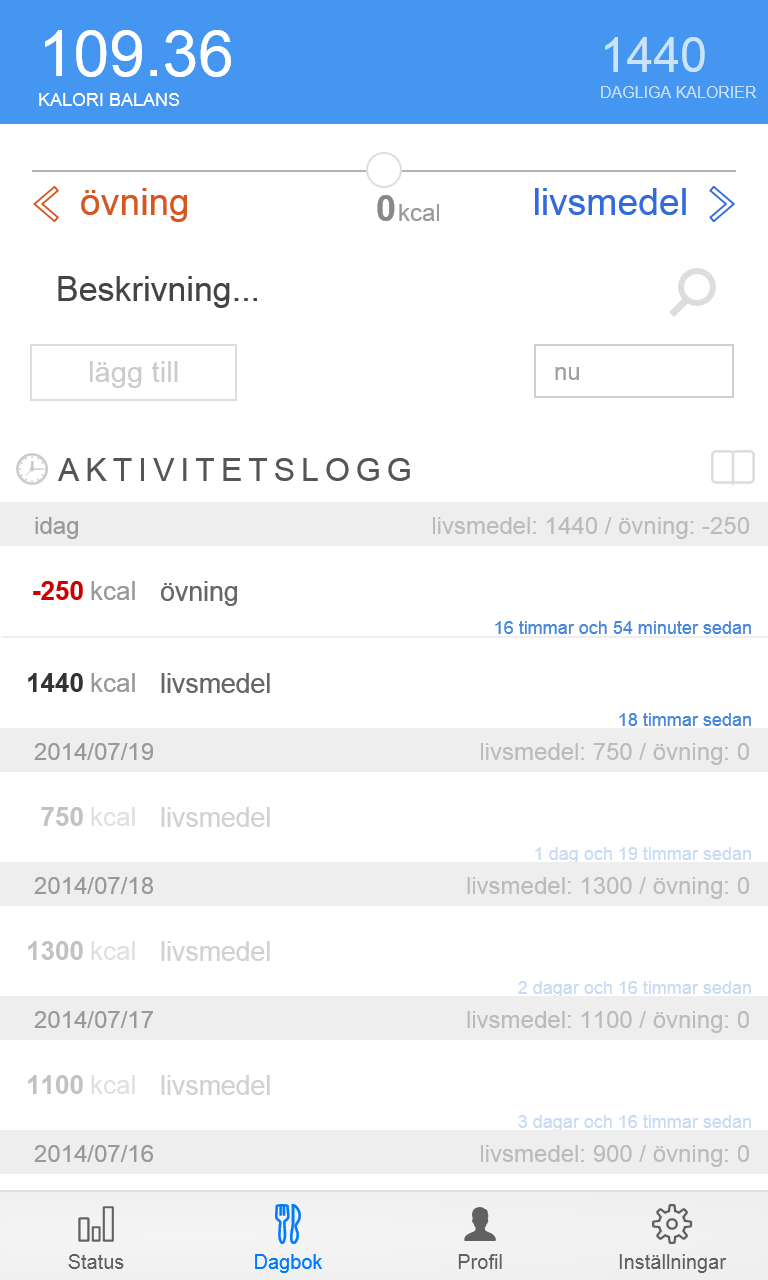 109.36 1440
KALORI BALANS DAGLIGA KALORIER
övning 0 kcal livsmedel
Beskrivning...
lägg till nu
AKTIVITETSLOGG
idag livsmedel: 1440 / övning: -250
-250 kcal övning
16 timmar och 54 minuter sedan
1440 kcal livsmedel
18 timmar sedan
2014/07/19 livsmedel: 750 / övning: 0
750 kcal livsmedel
1 dag och 19 timmar sedan
2014/07/18 livsmedel: 1300 / övning: 0
1300 kcal livsmedel
2 dagar och 16 timmar sedan
2014/07/17 livsmedel: 1100 / övning: 0
1100 kcal livsmedel
3 dagar och 16 timmar sedan
2014/07/16 livsmedel: 900 / övning: 0
Status Dagbok Profil Inställningar